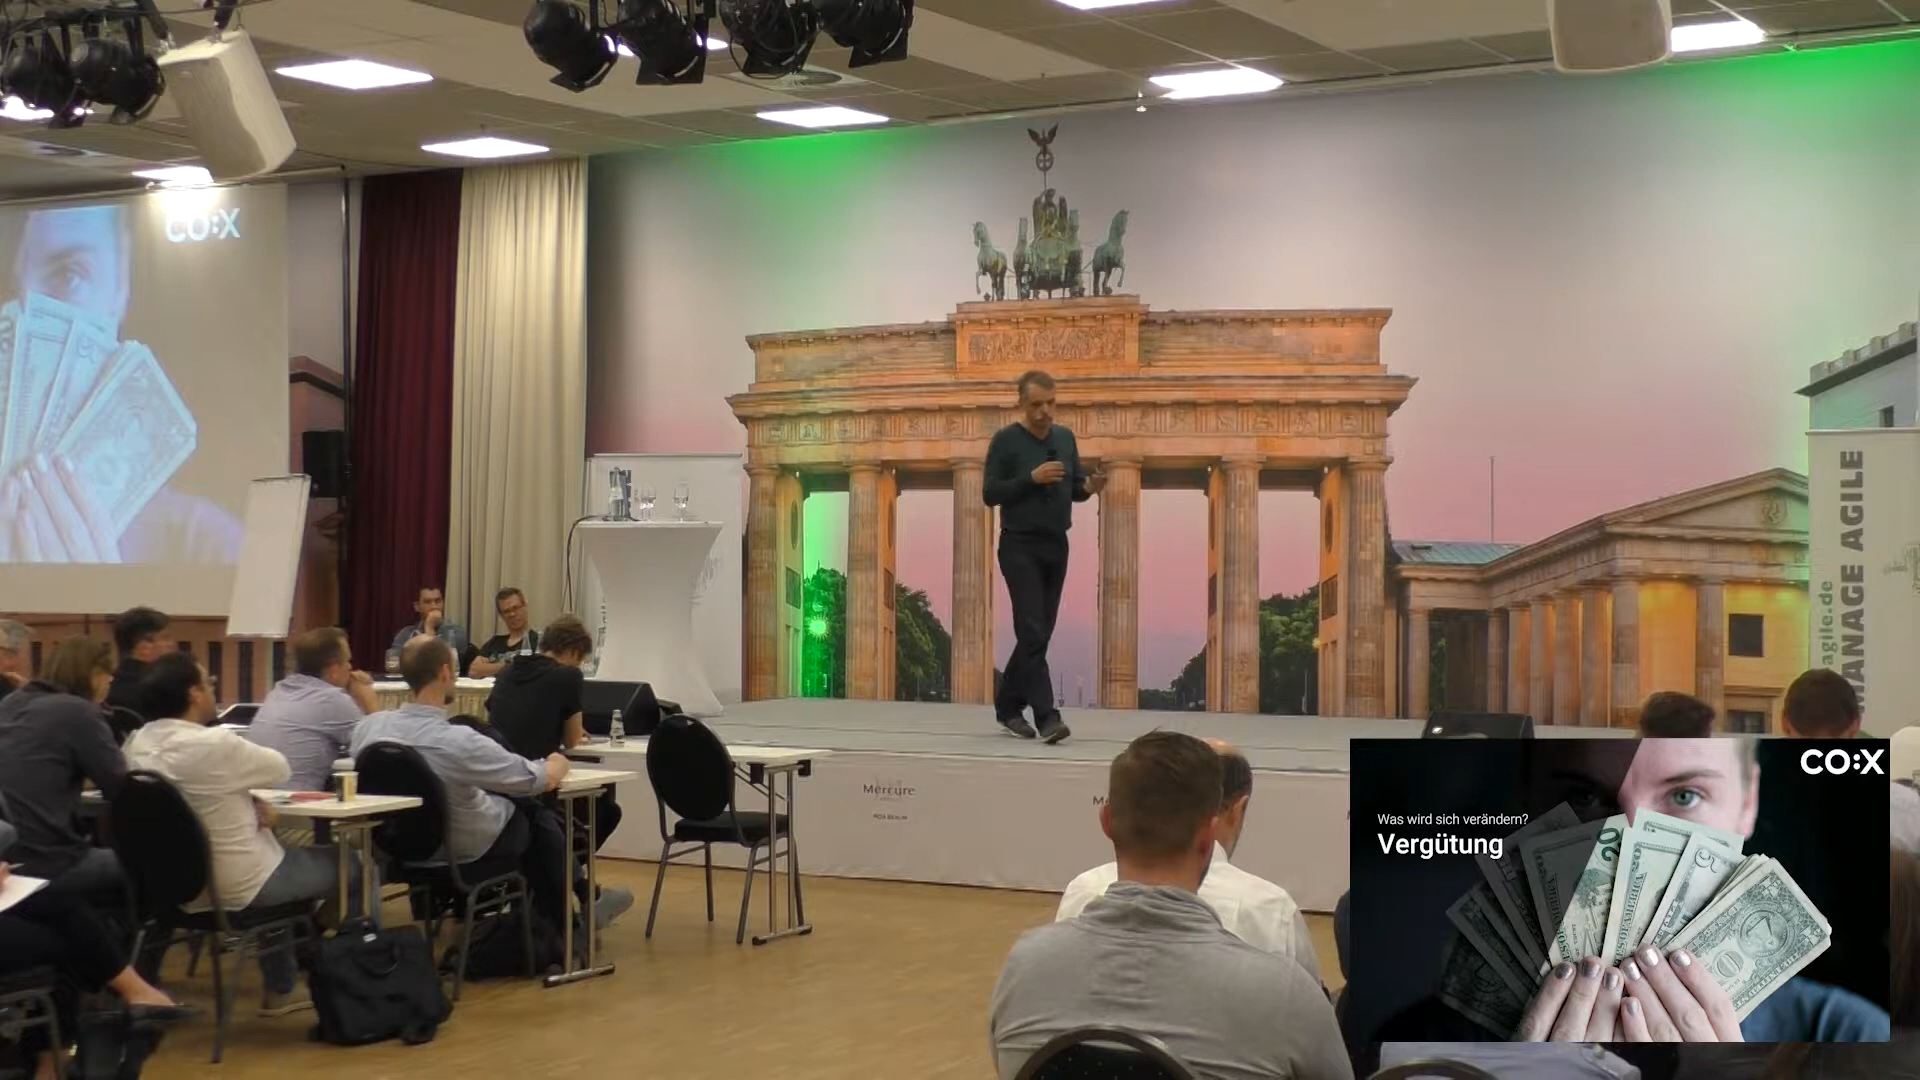 CO:X
agile.de
MANAGE AGILE
Mercure
CO:X
Was wird sich verändern?
Vergütung